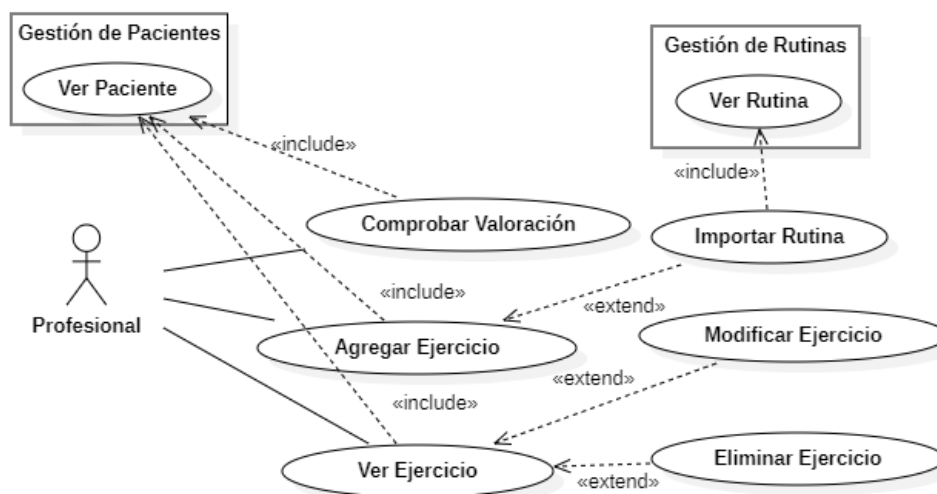 Gestión de Pacientes
Ver Paciente
Gestión de Rutinas
Ver Rutina
«include»
«include»
Comprobar Valoración
Importar Rutina
Profesional
«include»
«extend»
Agregar Ejercicio
Modificar Ejercicio
«extend»
«include»
Ver Ejercicio
Eliminar Ejercicio
«extend»